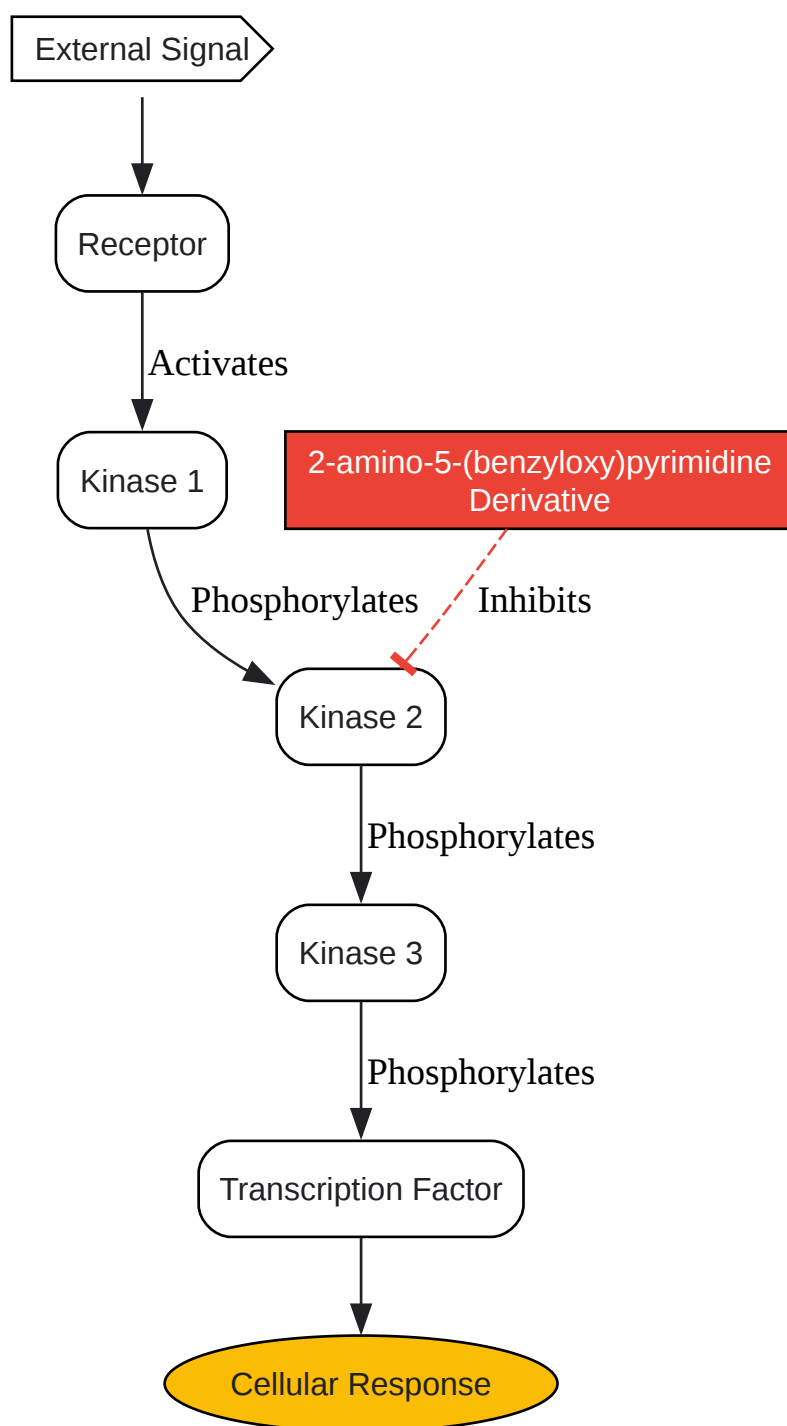 External Signal
Receptor
Activates
Kinase 1
2-amino-5-(benzyloxy)pyrimidine
Derivative
Phosphorylates
Inhibits
Kinase 2
Phosphorylates
Kinase 3
Phosphorylates
Transcription Factor
Cellular Response